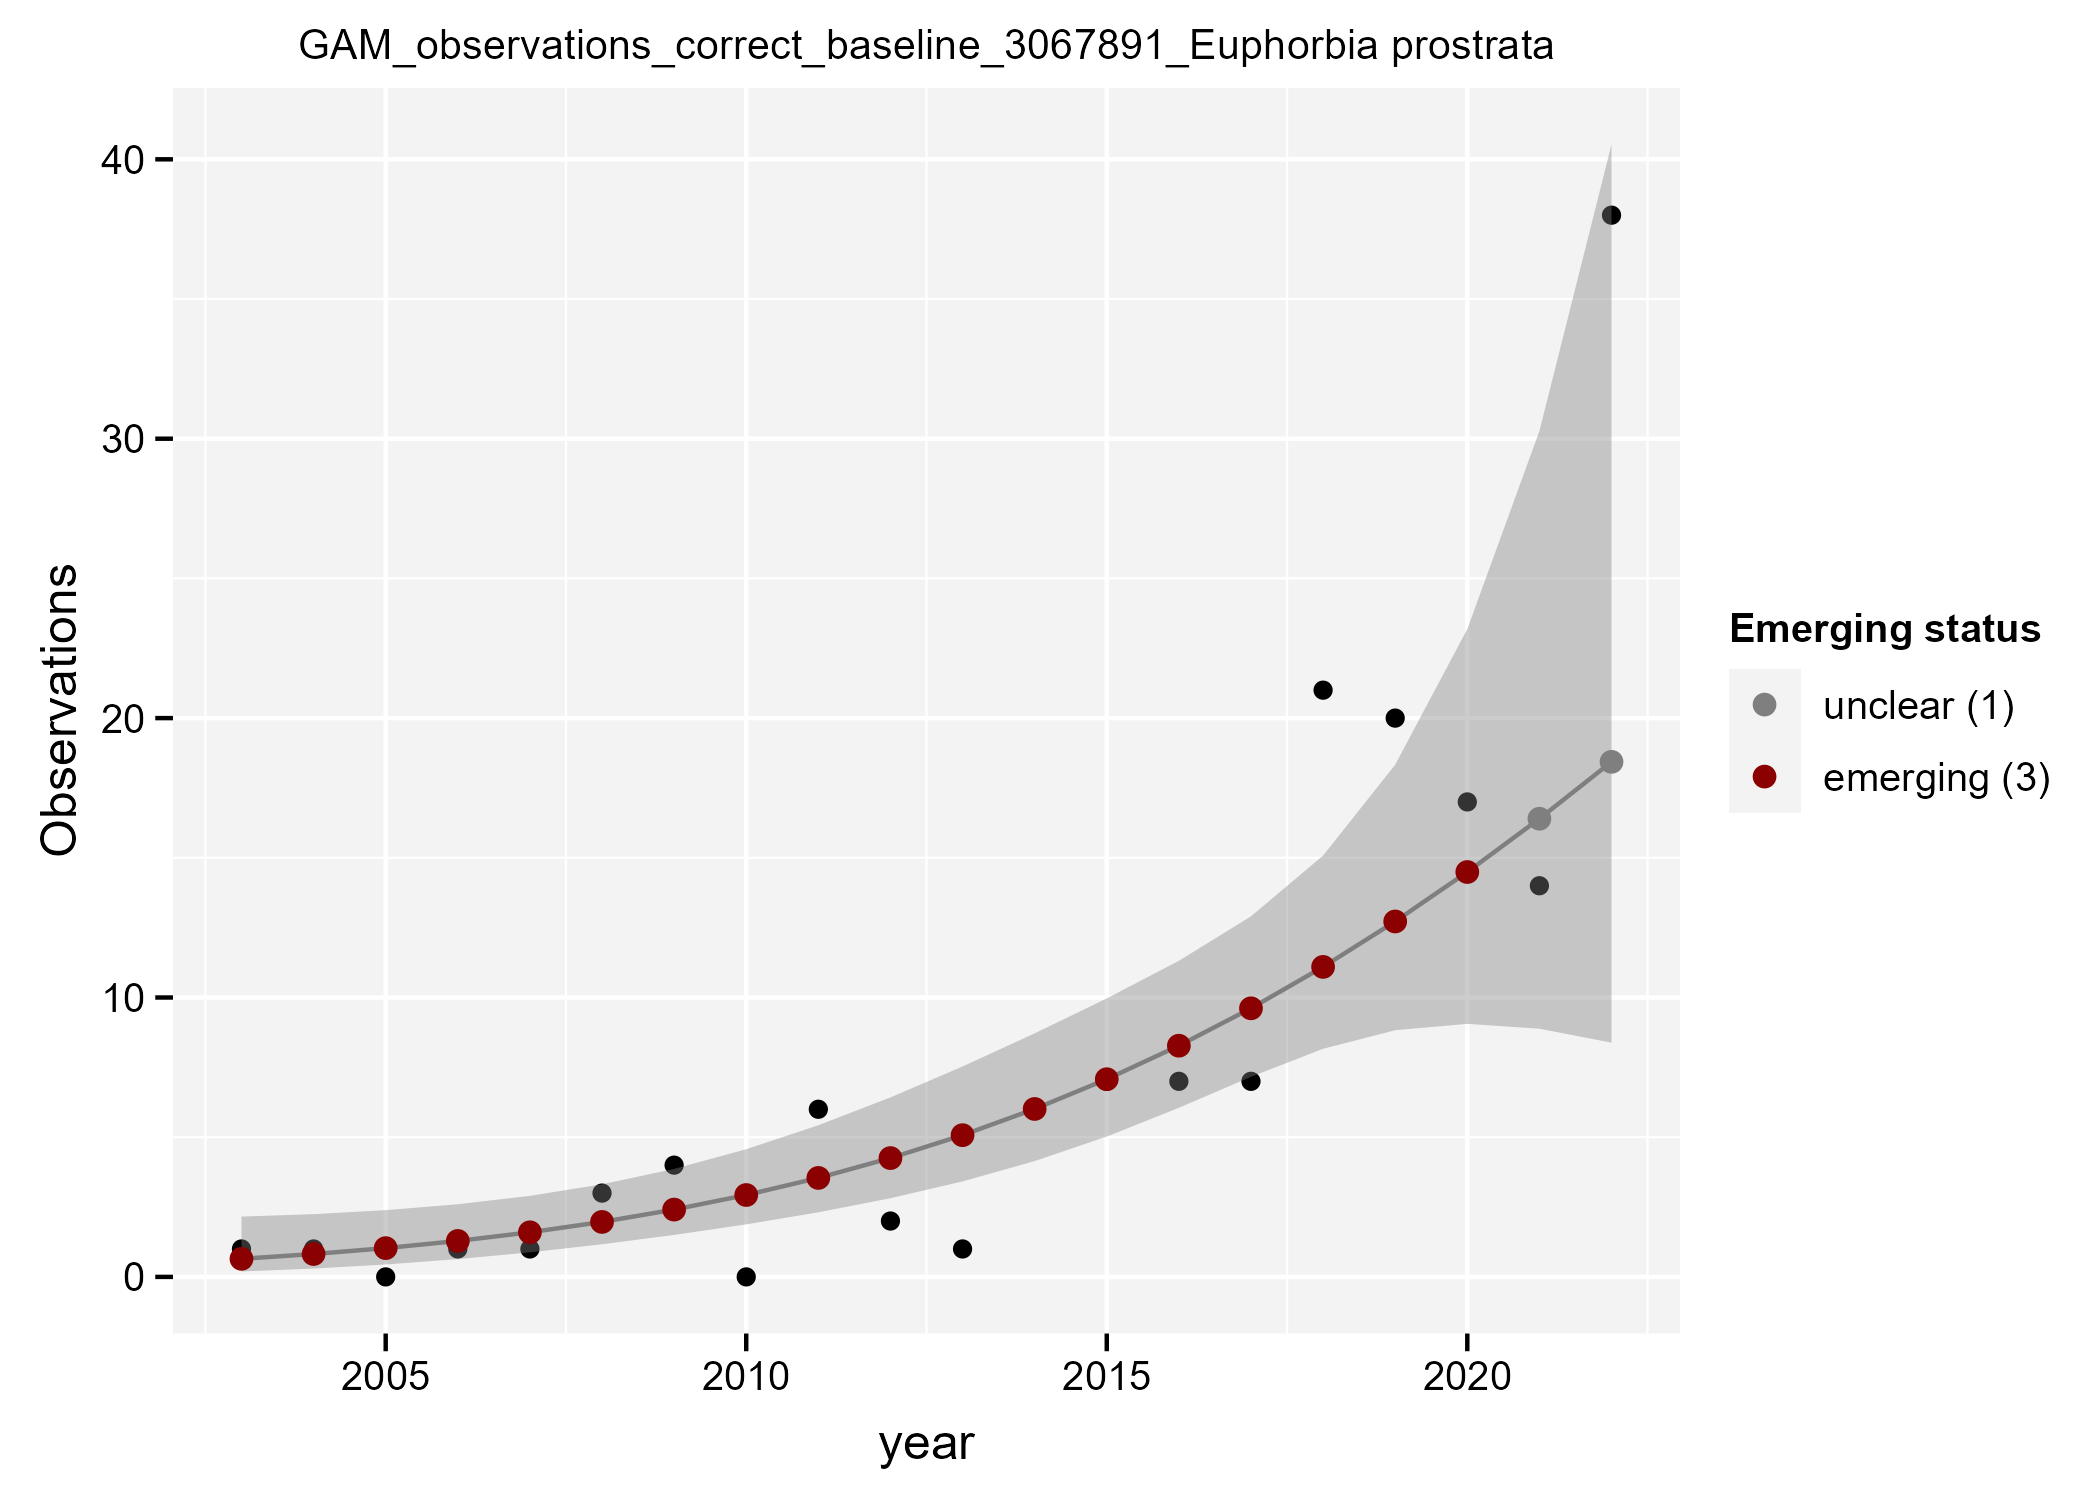 GAM_observations_correct_baseline_3067891_Euphorbia prostrata
Observations
40
30
20
10
0
2005 2010 2015 2020
year
Emerging status
unclear (1)
emerging (3)